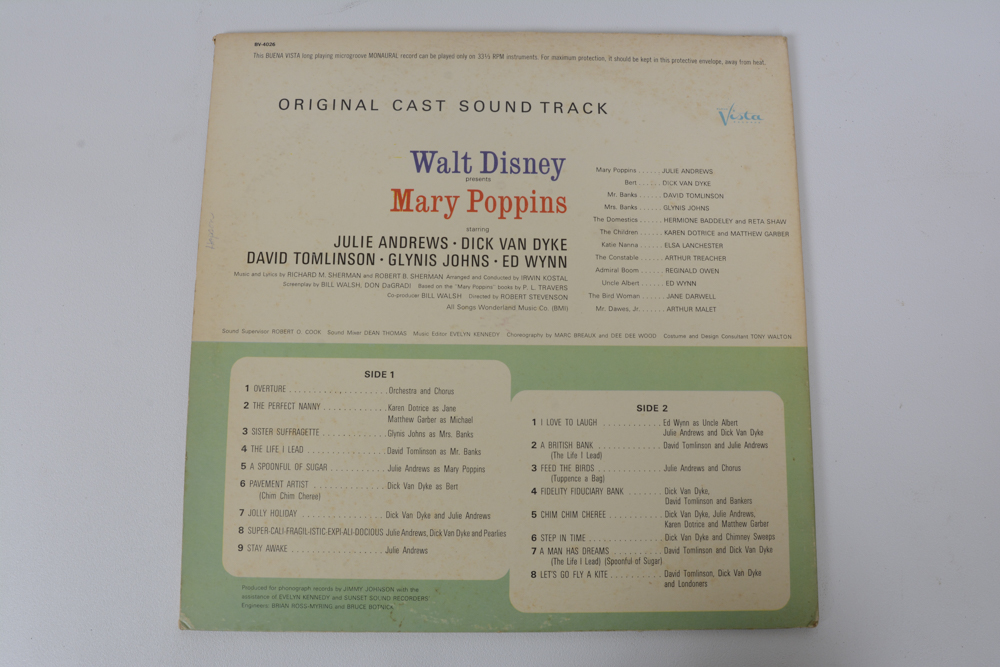 BV-4026
This BUENA VISTA long playing microgroove MONAURAL record can be played only on 33⅓ RPM instruments. For maximum protection, it should be kept in this protective envelope, away from heat.
ORIGINAL CAST SOUND TRACK
Vista
Walt Disney
presents
Mary Poppins
starring
JULIE ANDREWS · DICK VAN DYKE
DAVID TOMLINSON · GLYNIS JOHNS · ED WYNN
Music and Lyrics by RICHARD M. SHERMAN and ROBERT B. SHERMAN Arranged and Conducted by IRWIN KOSTAL
Screenplay by BILL WALSH, DON DaGRADI Based on the "Mary Poppins" books by P. L. TRAVERS
Co-producer BILL WALSH Directed by ROBERT STEVENSON
All Songs Wonderland Music Co. (BMI)
Mary Poppins ...... JULIE ANDREWS
Bert ...... DICK VAN DYKE
Mr. Banks ...... DAVID TOMLINSON
Mrs. Banks ...... GLYNIS JOHNS
The Domestics ...... HERMIONE BADDELEY and RETA SHAW
The Children ...... KAREN DOTRICE and MATTHEW GARBER
Katie Nanna ...... ELSA LANCHESTER
The Constable ...... ARTHUR TREACHER
Admiral Boom ...... REGINALD OWEN
Uncle Albert ...... ED WYNN
The Bird Woman ...... JANE DARWELL
Mr. Dawes, Jr. ...... ARTHUR MALET
Sound Supervisor ROBERT O. COOK Sound Mixer DEAN THOMAS Music Editor EVELYN KENNEDY Choreography by MARC BREAUX and DEE DEE WOOD Costume and Design Consultant TONY WALTON
SIDE 1
1 OVERTURE .................... Orchestra and Chorus
2 THE PERFECT NANNY ............ Karen Dotrice as Jane
Matthew Garber as Michael
3 SISTER SUFFRAGETTE ............ Glynis Johns as Mrs. Banks
4 THE LIFE I LEAD ................ David Tomlinson as Mr. Banks
5 A SPOONFUL OF SUGAR ........... Julie Andrews as Mary Poppins
6 PAVEMENT ARTIST .............. Dick Van Dyke as Bert
(Chim Chim Cheree)
7 JOLLY HOLIDAY ................ Dick Van Dyke and Julie Andrews
8 SUPER-CALI-FRAGIL-ISTIC-EXPI-ALI-DOCIOUS Julie Andrews, Dick Van Dyke and Pearlies
9 STAY AWAKE .................. Julie Andrews
SIDE 2
1 I LOVE TO LAUGH ............ Ed Wynn as Uncle Albert
Julie Andrews and Dick Van Dyke
2 A BRITISH BANK ............. David Tomlinson and Julie Andrews
(The Life I Lead)
3 FEED THE BIRDS ............ Julie Andrews and Chorus
(Tuppence a Bag)
4 FIDELITY FIDUCIARY BANK ....... Dick Van Dyke,
David Tomlinson and Bankers
5 CHIM CHIM CHEREE ........... Dick Van Dyke, Julie Andrews,
Karen Dotrice and Matthew Garber
6 STEP IN TIME ............... Dick Van Dyke and Chimney Sweeps
7 A MAN HAS DREAMS .......... David Tomlinson and Dick Van Dyke
(The Life I Lead) (Spoonful of Sugar)
8 LET'S GO FLY A KITE .......... David Tomlinson, Dick Van Dyke
and Londoners
Produced for phonograph records by JIMMY JOHNSON with the
assistance of EVELYN KENNEDY and SUNSET SOUND RECORDERS
Engineers: BRIAN ROSS-MYRING and BRUCE BOTNICK